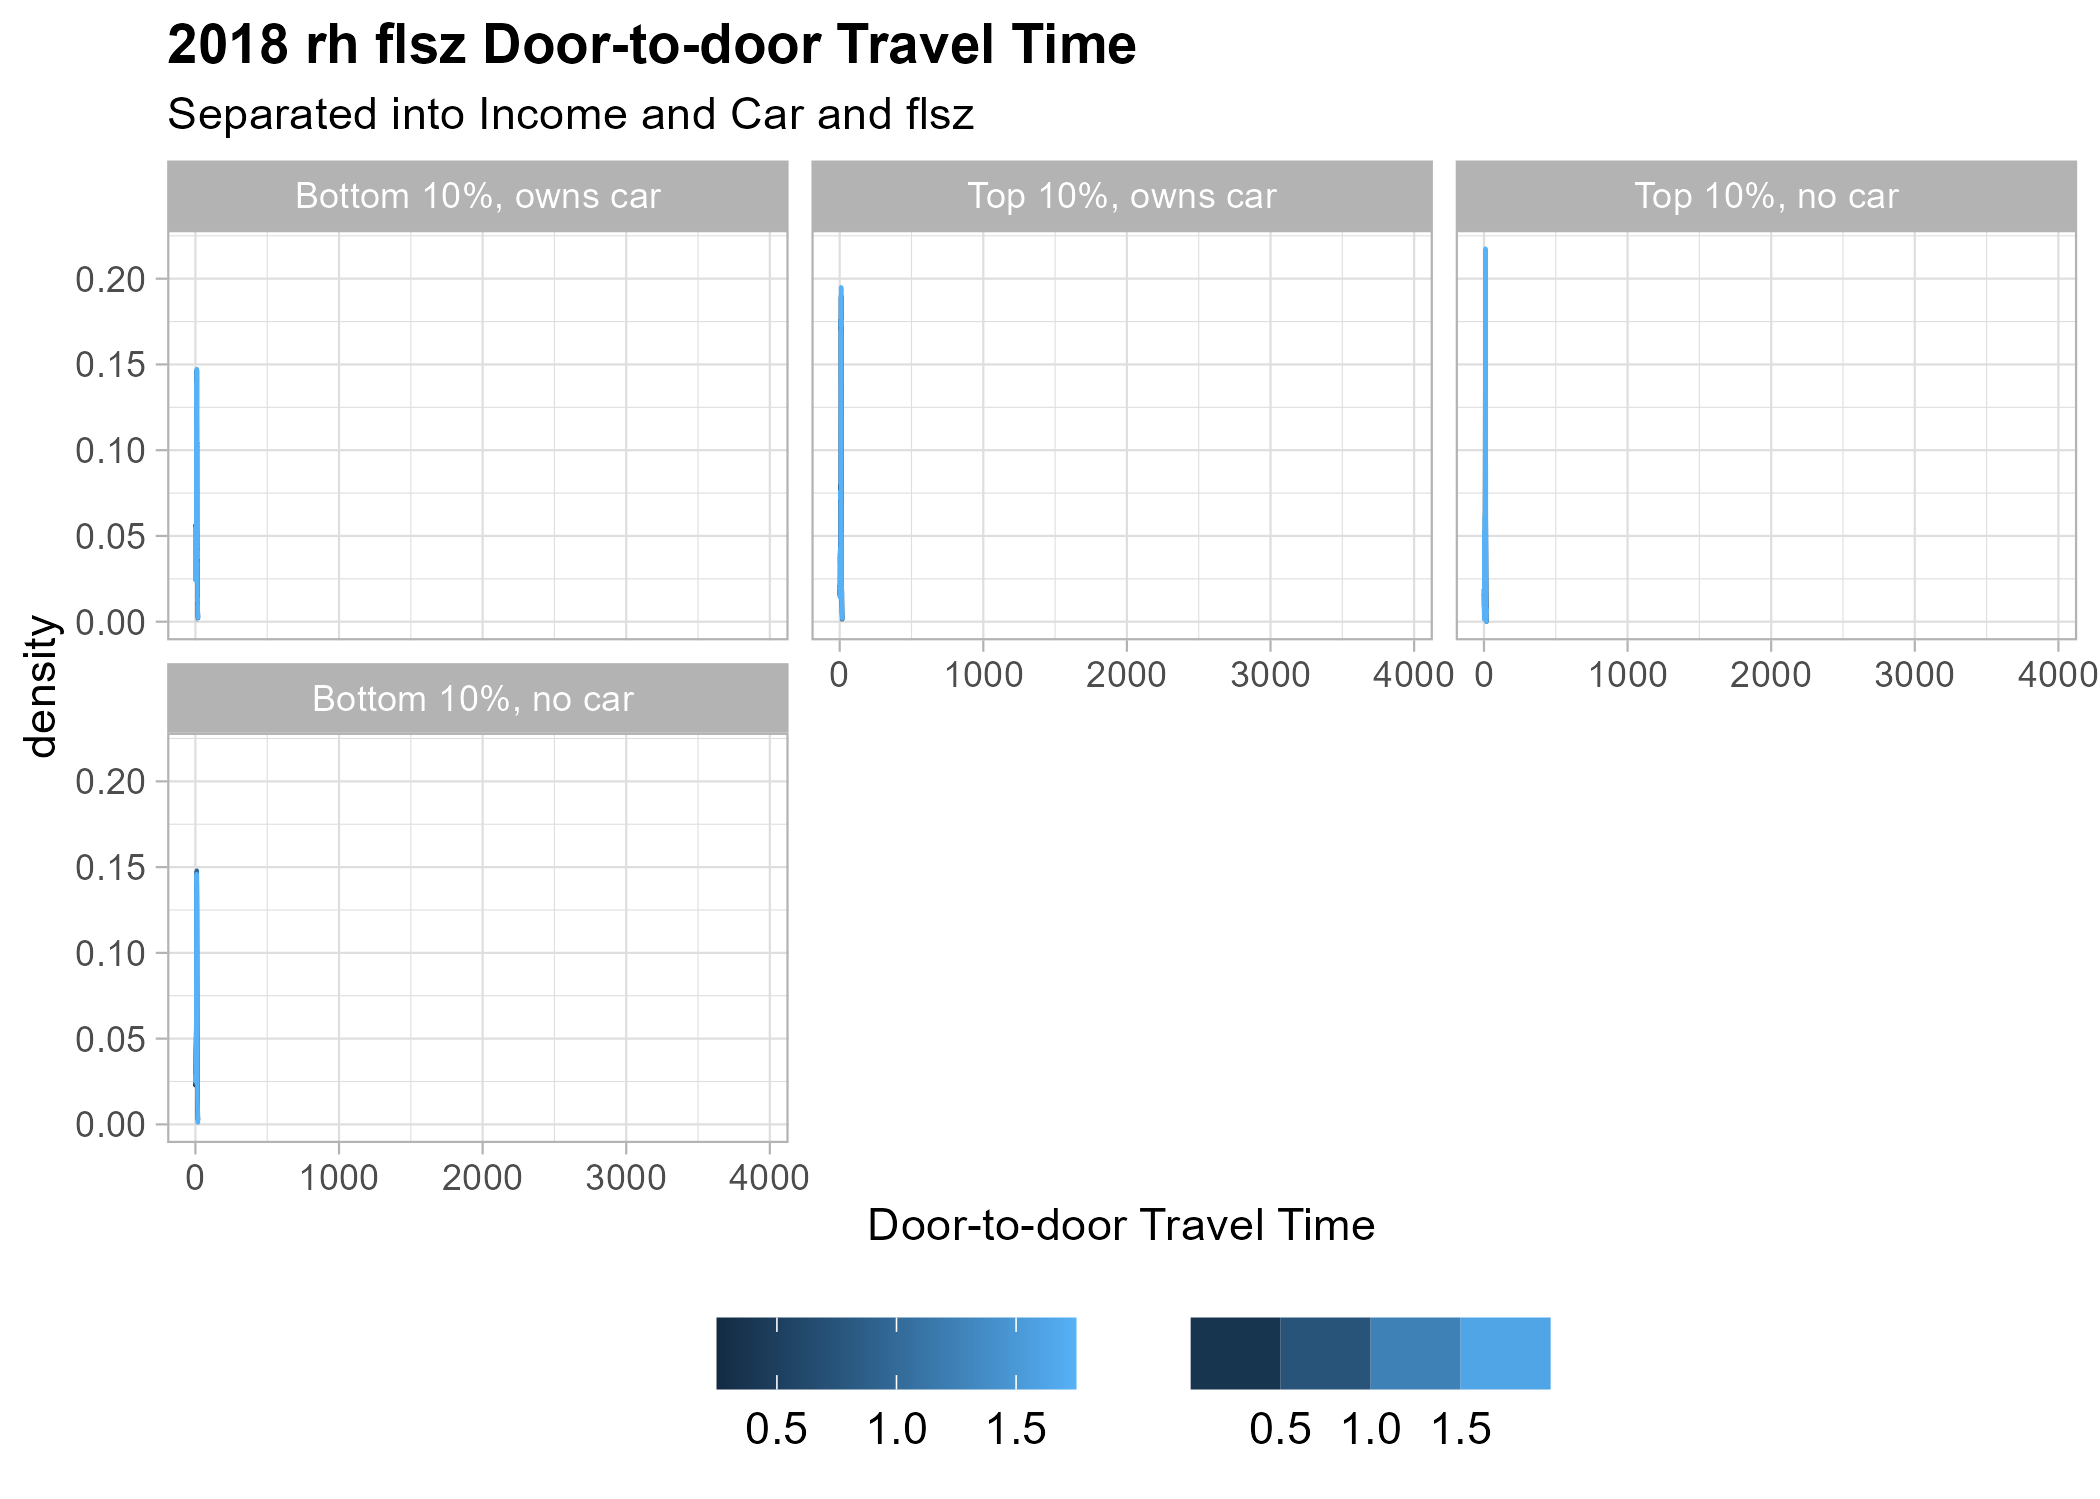 2018 rh flsz Door-to-door Travel Time
Separated into Income and Car and flsz
Bottom 10%, owns car
Top 10%, owns car
Top 10%, no car
0.20
0.15
0.10
0.05
0.00
0 1000 2000 3000 4000
0 1000 2000 3000 4000
density
Bottom 10%, no car
0.20
0.15
0.10
0.05
0.00
0 1000 2000 3000 4000
Door-to-door Travel Time
0.5 1.0 1.5
0.5 1.0 1.5